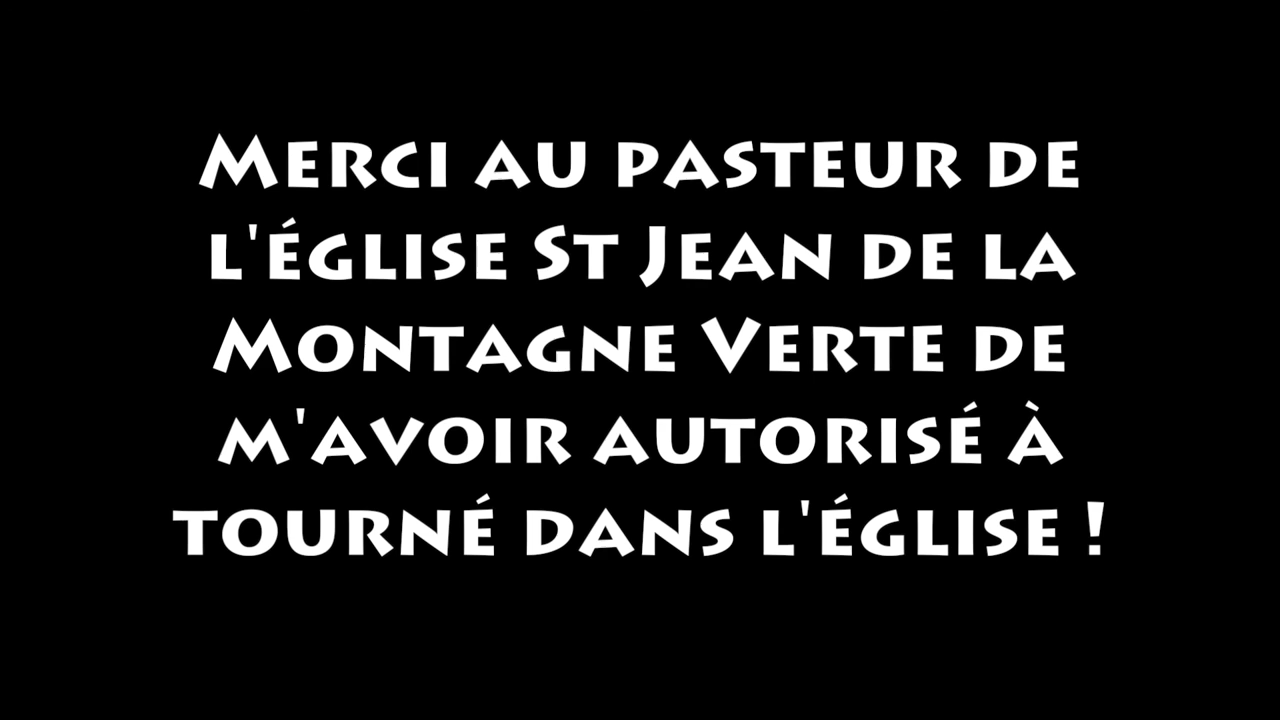 Merci au pasteur de
l'église St Jean de la
Montagne Verte de
m'avoir autorisé à
tourné dans l'église !